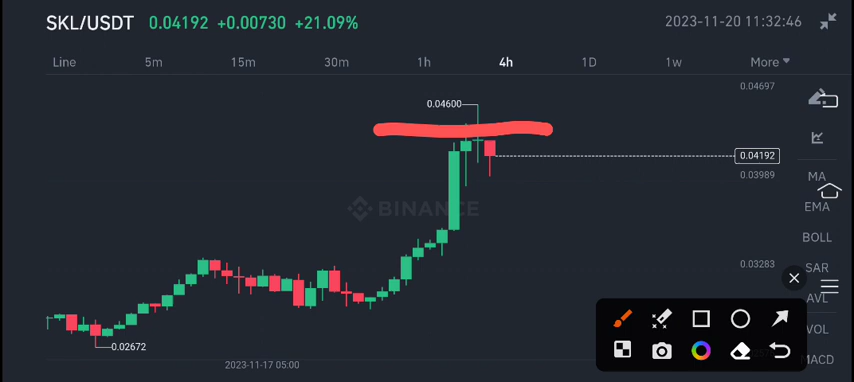 SKL/USDT 0.04192 +0.00730 +21.09% 2023-11-20 11:32:46
Line 5m 15m 30m 1h 4h 1D 1w More
0.04697
0.04600
0.04192
0.03989
MA
BINANCE
EMA
BOLL
0.03283
SAR
AVL
VOL
0.02672
MACD
2023-11-17 05:00